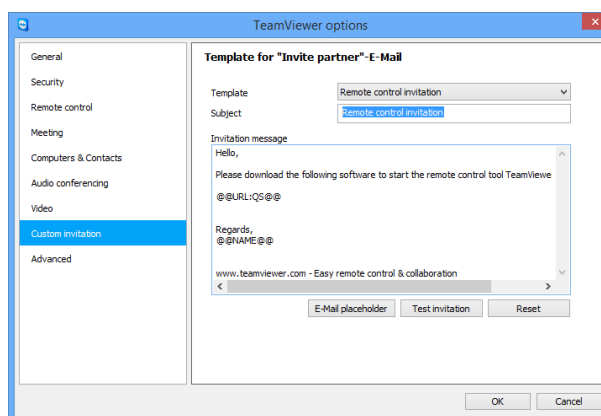 TeamViewer options
General
Security
Remote control
Meeting
Computers & Contacts
Audio conferencing
Video
Custom invitation
Advanced
Template for "Invite partner"-E-Mail
Template
Remote control invitation
Subject
Remote control invitation
Invitation message
Hello,
Please download the following software to start the remote control tool TeamViewe
@@URL:QS@@
Regards,
@@NAME@@
www.teamviewer.com - Easy remote control & collaboration
E-Mail placeholder
Test invitation
Reset
OK
Cancel